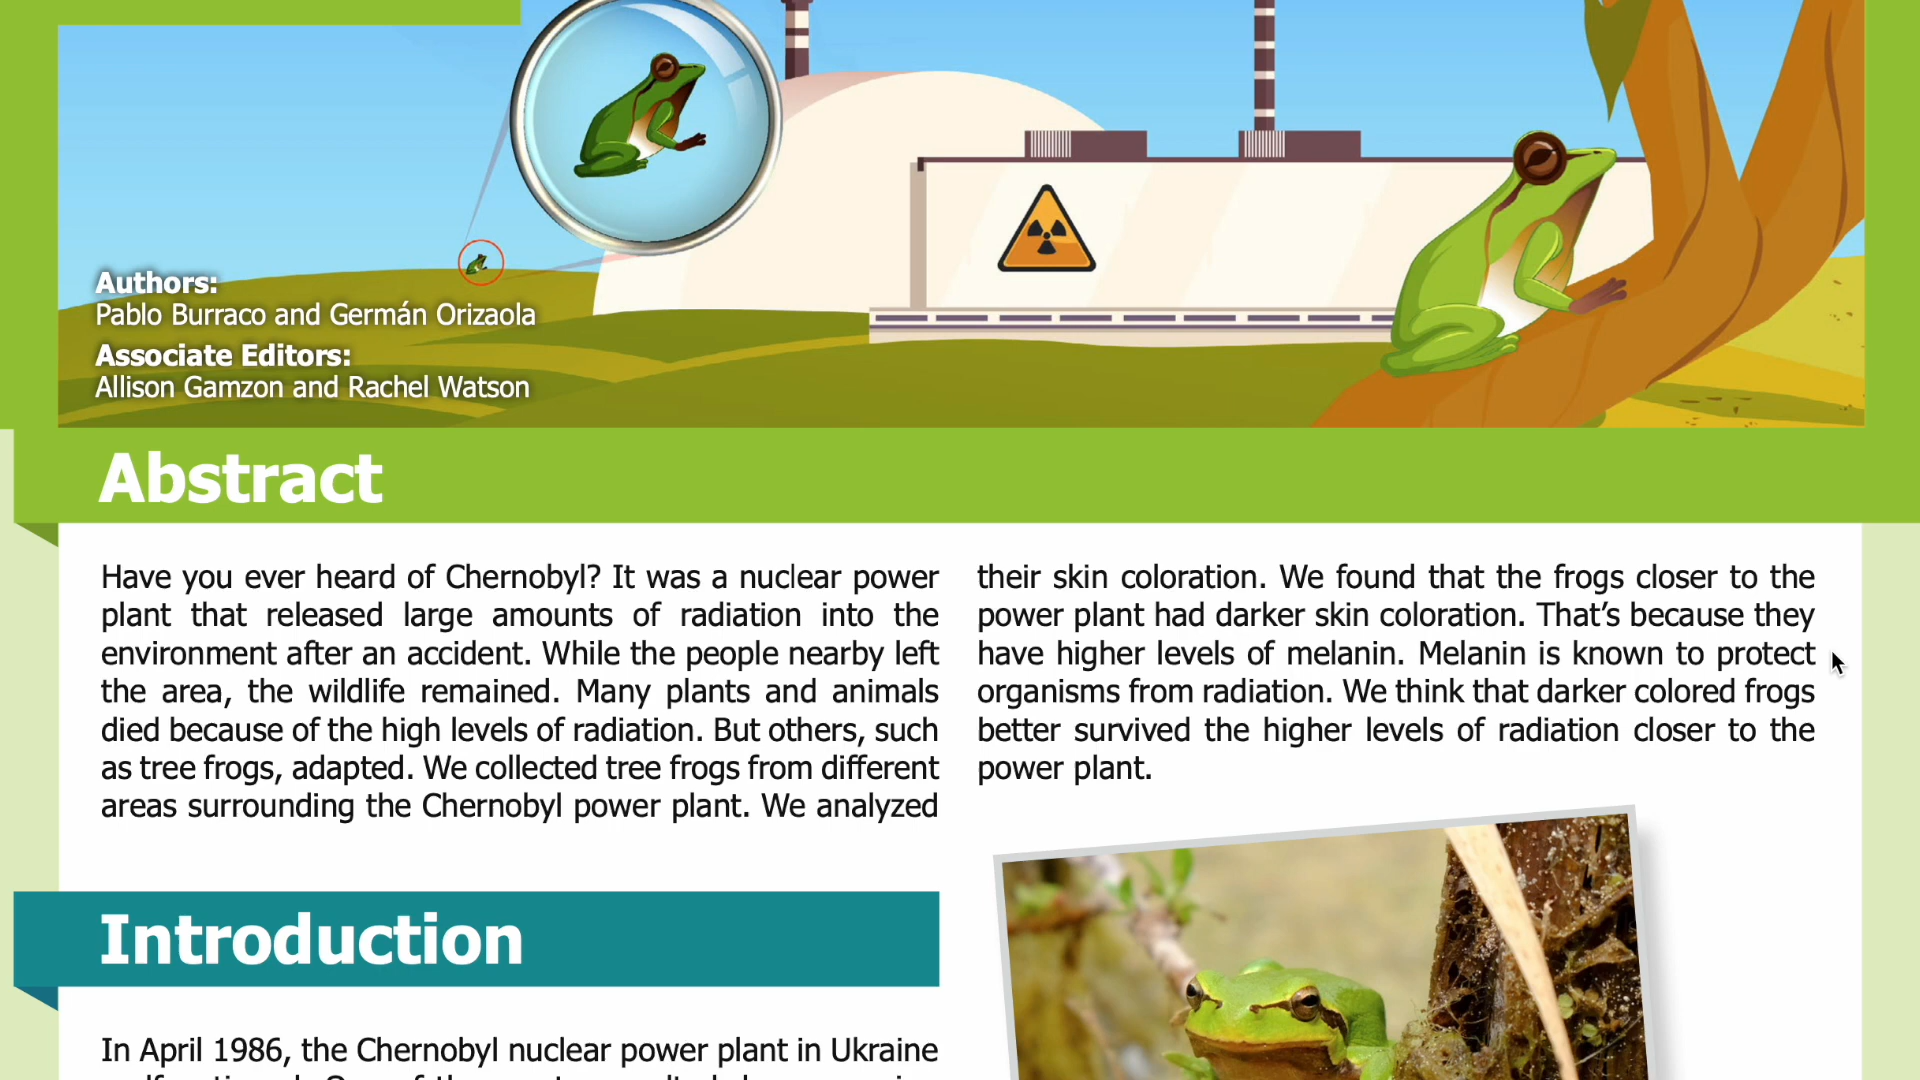 Authors:
Pablo Burraco and Germán Orizaola
Associate Editors:
Allison Gamzon and Rachel Watson
Abstract
Have you ever heard of Chernobyl? It was a nuclear power
plant that released large amounts of radiation into the
environment after an accident. While the people nearby left
the area, the wildlife remained. Many plants and animals
died because of the high levels of radiation. But others, such
as tree frogs, adapted. We collected tree frogs from different
areas surrounding the Chernobyl power plant. We analyzed
their skin coloration. We found that the frogs closer to the
power plant had darker skin coloration. That’s because they
have higher levels of melanin. Melanin is known to protect
organisms from radiation. We think that darker colored frogs
better survived the higher levels of radiation closer to the
power plant.
Introduction
In April 1986, the Chernobyl nuclear power plant in Ukraine